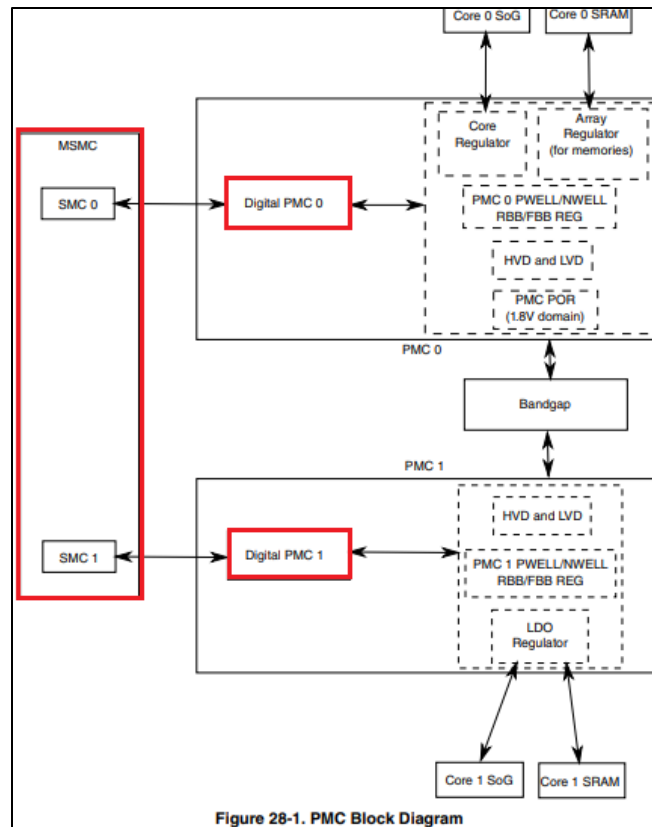 Core 0 SoG
Core 0 SRAM
MSMC
SMC 0
Digital PMC 0
Core
Regulator
Array
Regulator
(for memories)
PMC 0 PWELL/NWELL
RBB/FBB REG
HVD and LVD
PMC POR
(1.8V domain)
PMC 0
Bandgap
PMC 1
SMC 1
Digital PMC 1
HVD and LVD
PMC 1 PWELL/NWELL
RBB/FBB REG
LDO
Regulator
Core 1 SoG
Core 1 SRAM
Figure 28-1. PMC Block Diagram